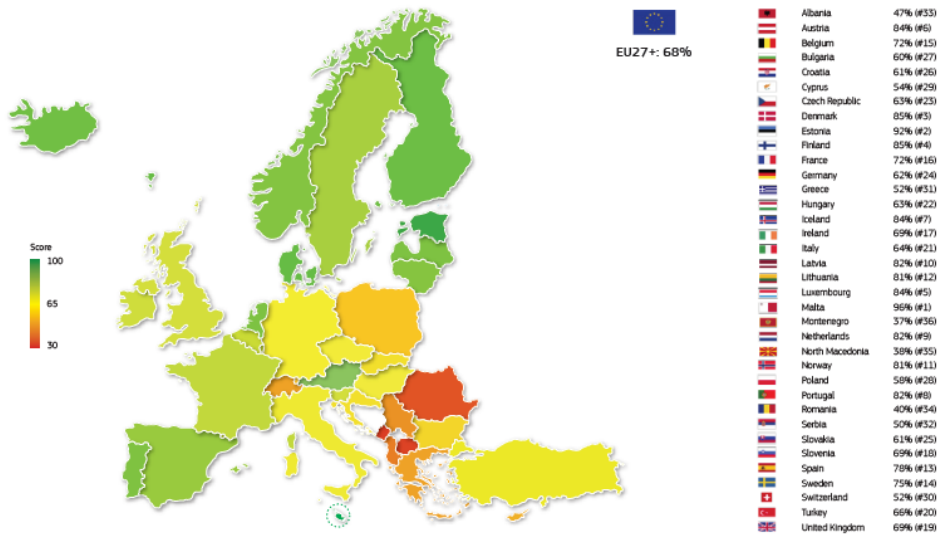 EU27+: 68%
Score
100
65
30
Albania 47% (#33)
Austria 84% (#6)
Belgium 72% (#15)
Bulgaria 60% (#27)
Croatia 61% (#26)
Cyprus 54% (#29)
Czech Republic 63% (#23)
Denmark 85% (#3)
Estonia 92% (#2)
Finland 85% (#4)
France 72% (#16)
Germany 62% (#24)
Greece 52% (#31)
Hungary 63% (#22)
Iceland 84% (#7)
Ireland 69% (#17)
Italy 64% (#21)
Latvia 82% (#10)
Lithuania 81% (#12)
Luxembourg 84% (#5)
Malta 96% (#1)
Montenegro 37% (#36)
Netherlands 82% (#9)
North Macedonia 38% (#35)
Norway 81% (#11)
Poland 58% (#28)
Portugal 82% (#8)
Romania 40% (#34)
Serbia 50% (#32)
Slovakia 61% (#25)
Slovenia 69% (#18)
Spain 78% (#13)
Sweden 75% (#14)
Switzerland 52% (#30)
Turkey 66% (#20)
United Kingdom 69% (#19)